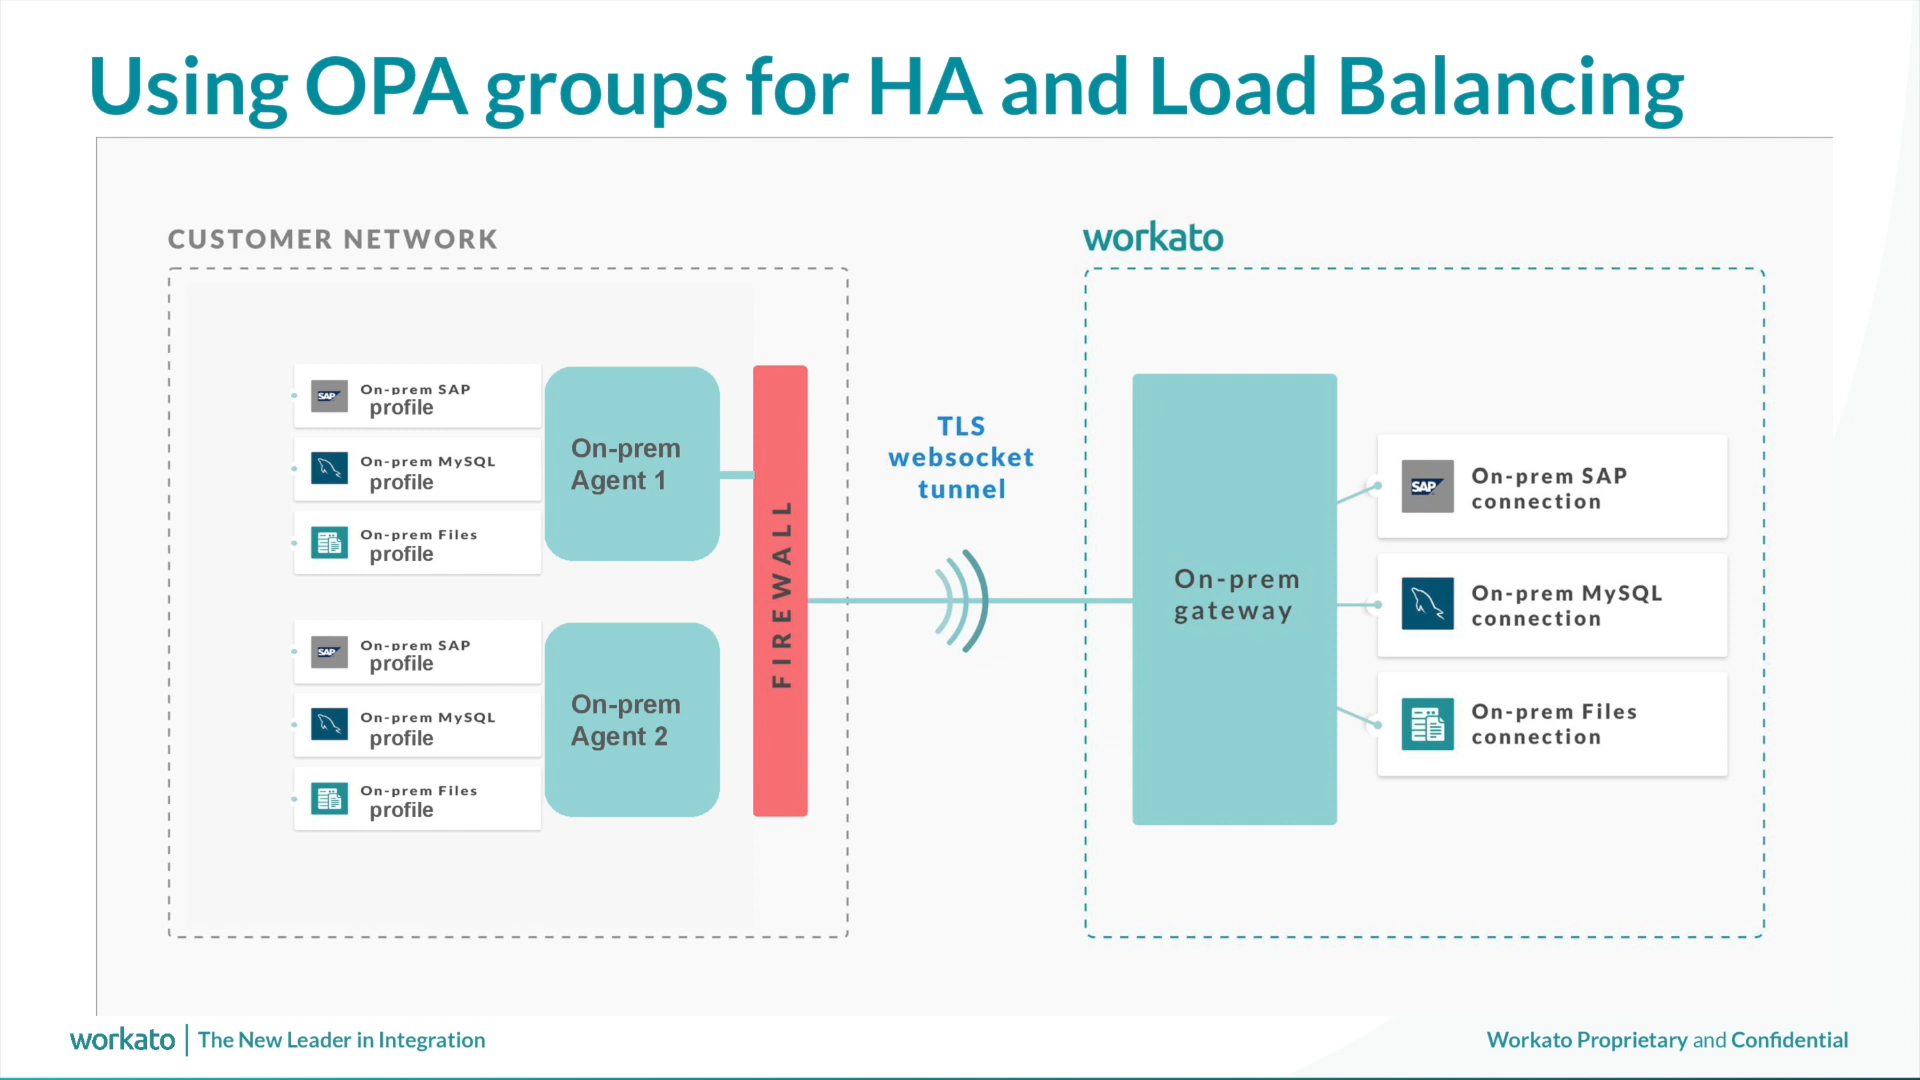 Using OPA groups for HA and Load Balancing
CUSTOMER NETWORK
SAP
On-prem SAP
profile
On-prem MySQL
profile
On-prem Files
profile
On-prem
Agent 1
SAP
On-prem SAP
profile
On-prem MySQL
profile
On-prem Files
profile
On-prem
Agent 2
FIREWALL
TLS
websocket
tunnel
workato
On-prem
gateway
SAP
On-prem SAP
connection
On-prem MySQL
connection
On-prem Files
connection
workato
The New Leader in Integration
Workato Proprietary and Confidential